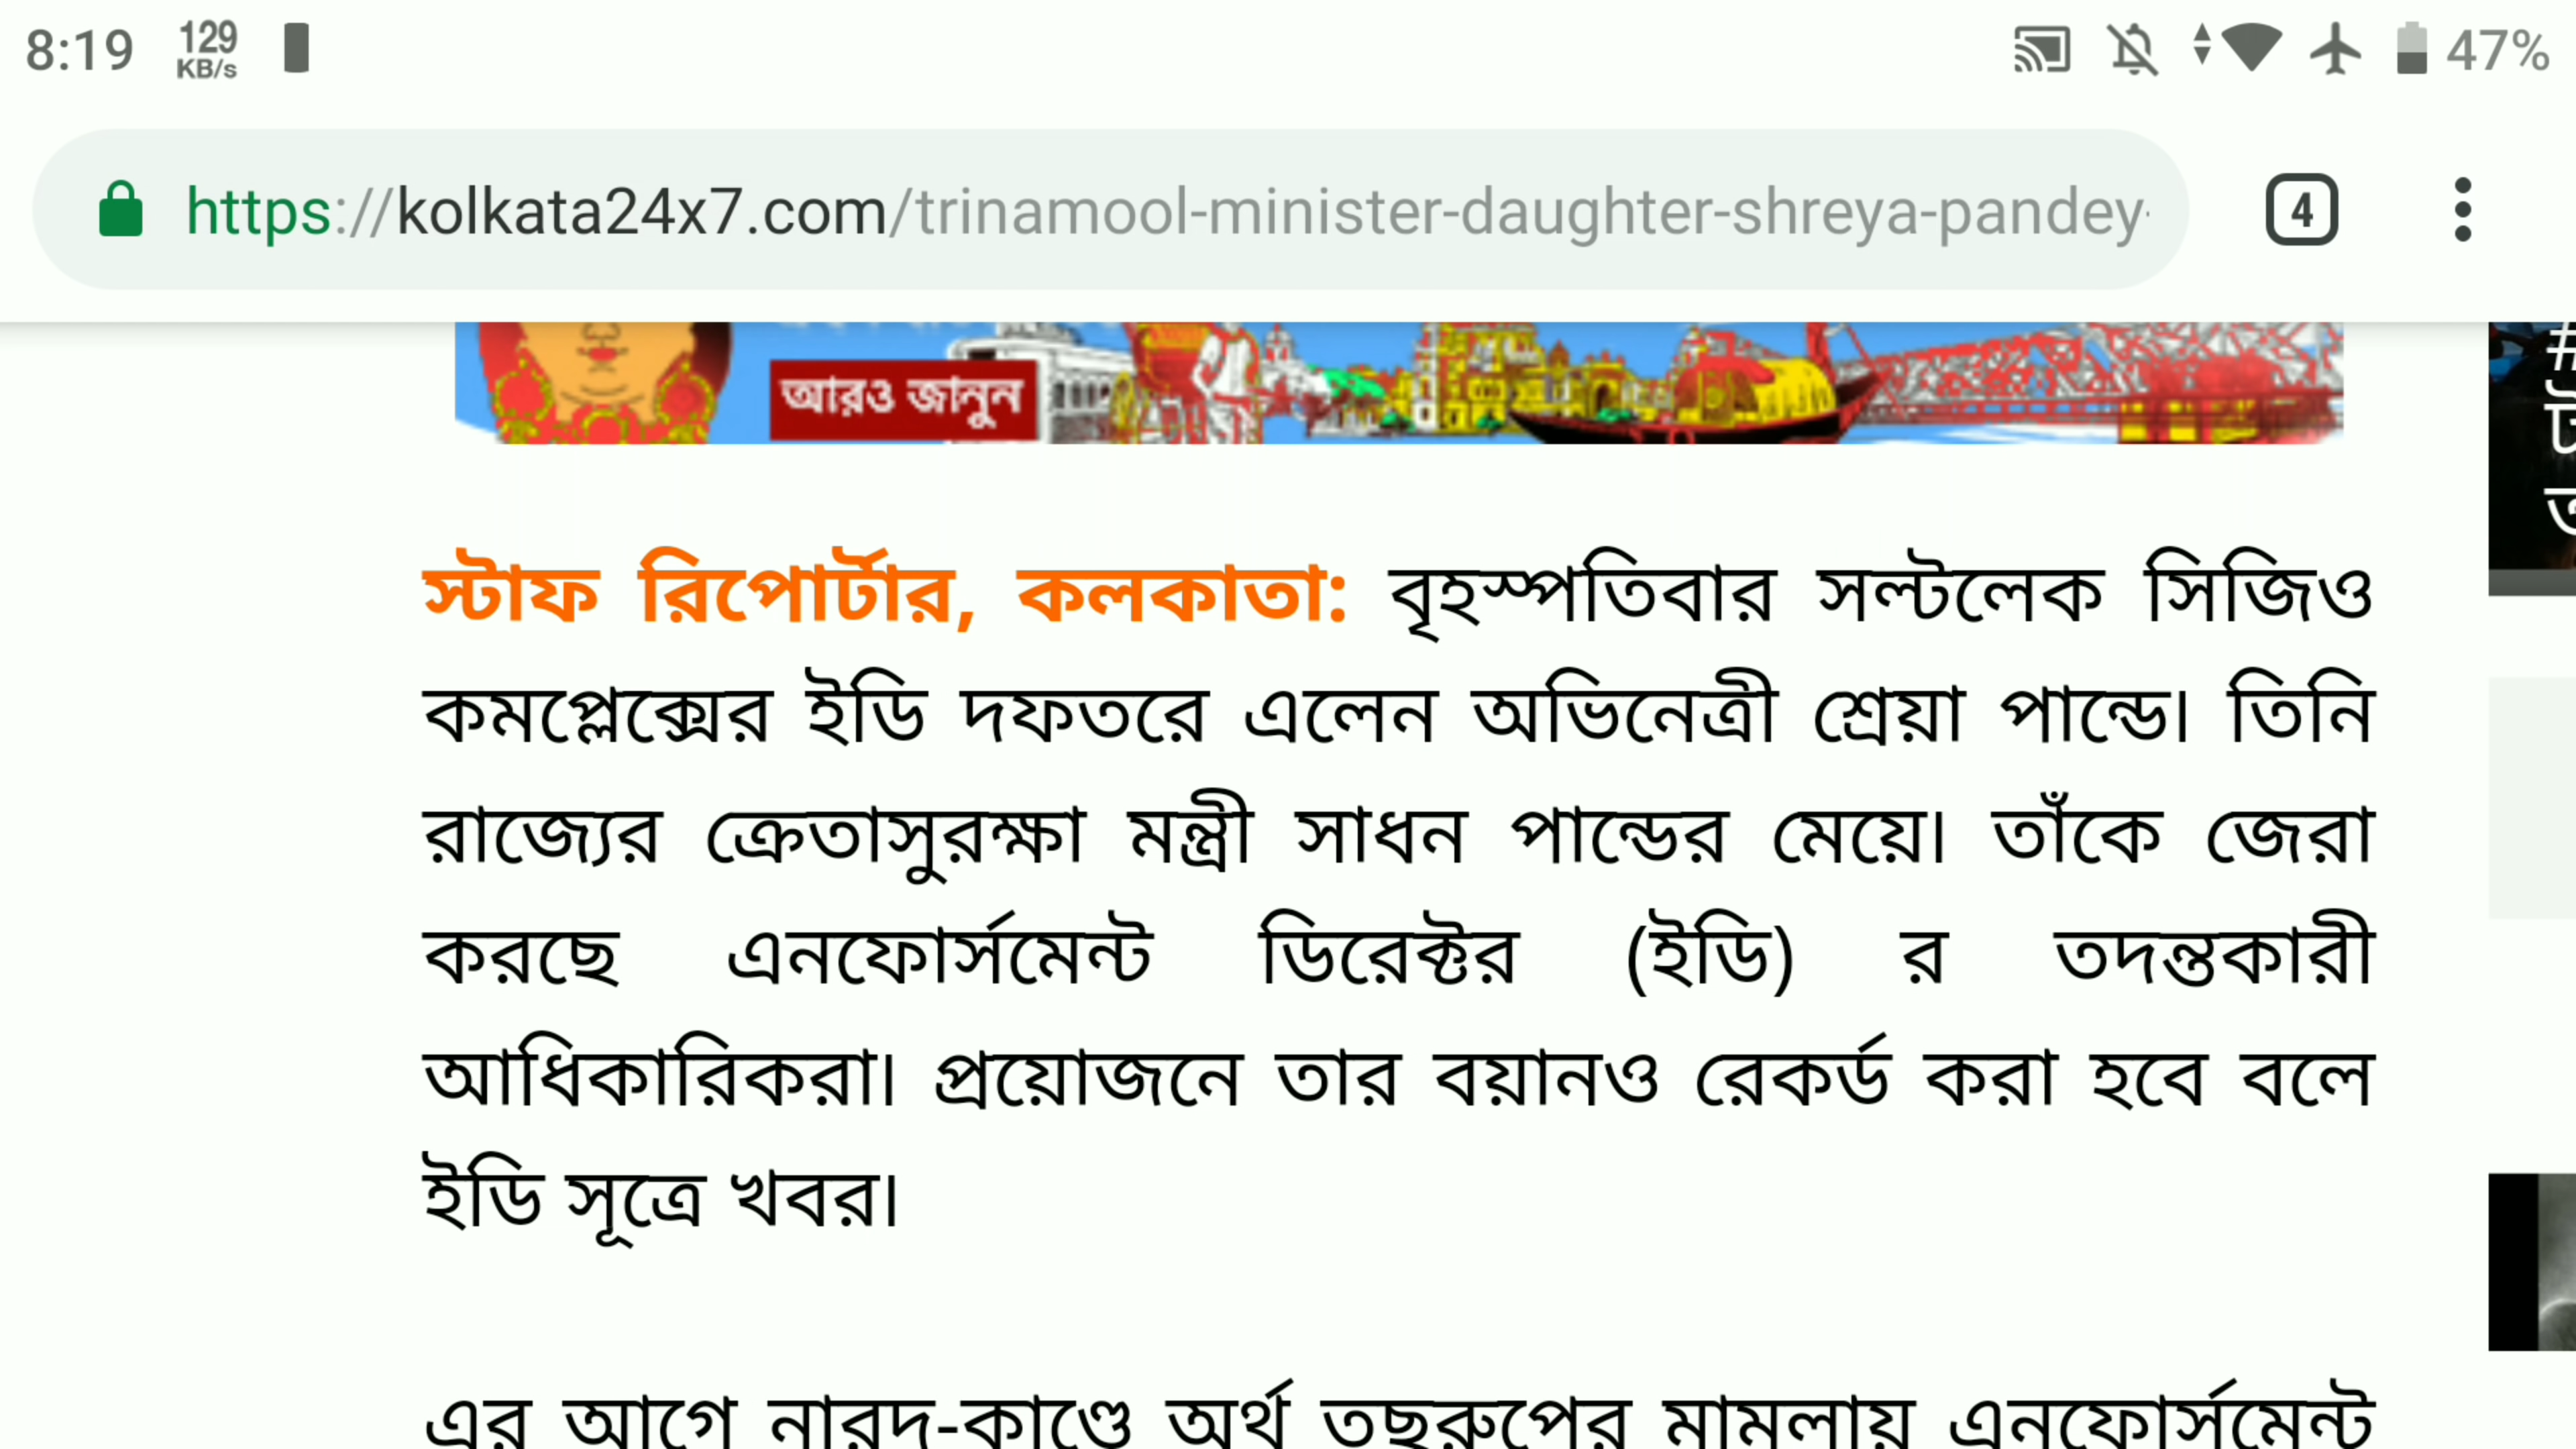 8:19 129 KB/s 47%
https://kolkata24x7.com/trinamool-minister-daughter-shreya-pandey- 4
আরও জানুন
স্টাফ রিপোর্টার, কলকাতা: বৃহস্পতিবার সল্টলেক সিজিও
কমপ্লেক্সের ইডি দফতরে এলেন অভিনেত্রী শ্রেয়া পান্ডে৷ তিনি
রাজ্যের ক্রেতাসুরক্ষা মন্ত্রী সাধন পান্ডের মেয়ে৷ তাঁকে জেরা
করছে এনফোর্সমেন্ট ডিরেক্টর (ইডি) র তদন্তকারী
আধিকারিকরা৷ প্রয়োজনে তার বয়ানও রেকর্ড করা হবে বলে
ইডি সূত্রে খবর৷
এর আগে নারদ-কাণ্ডে অর্থ তছরুপের মামলায় এনফোর্সমেন্ট